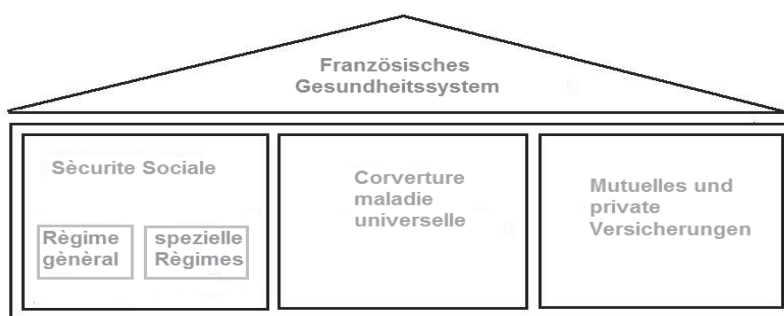 Französisches
Gesundheitssystem
Sècurite Sociale
Règime
gènèral
spezielle
Règimes
Corverture
maladie
universelle
Mutuelles und
private
Versicherungen